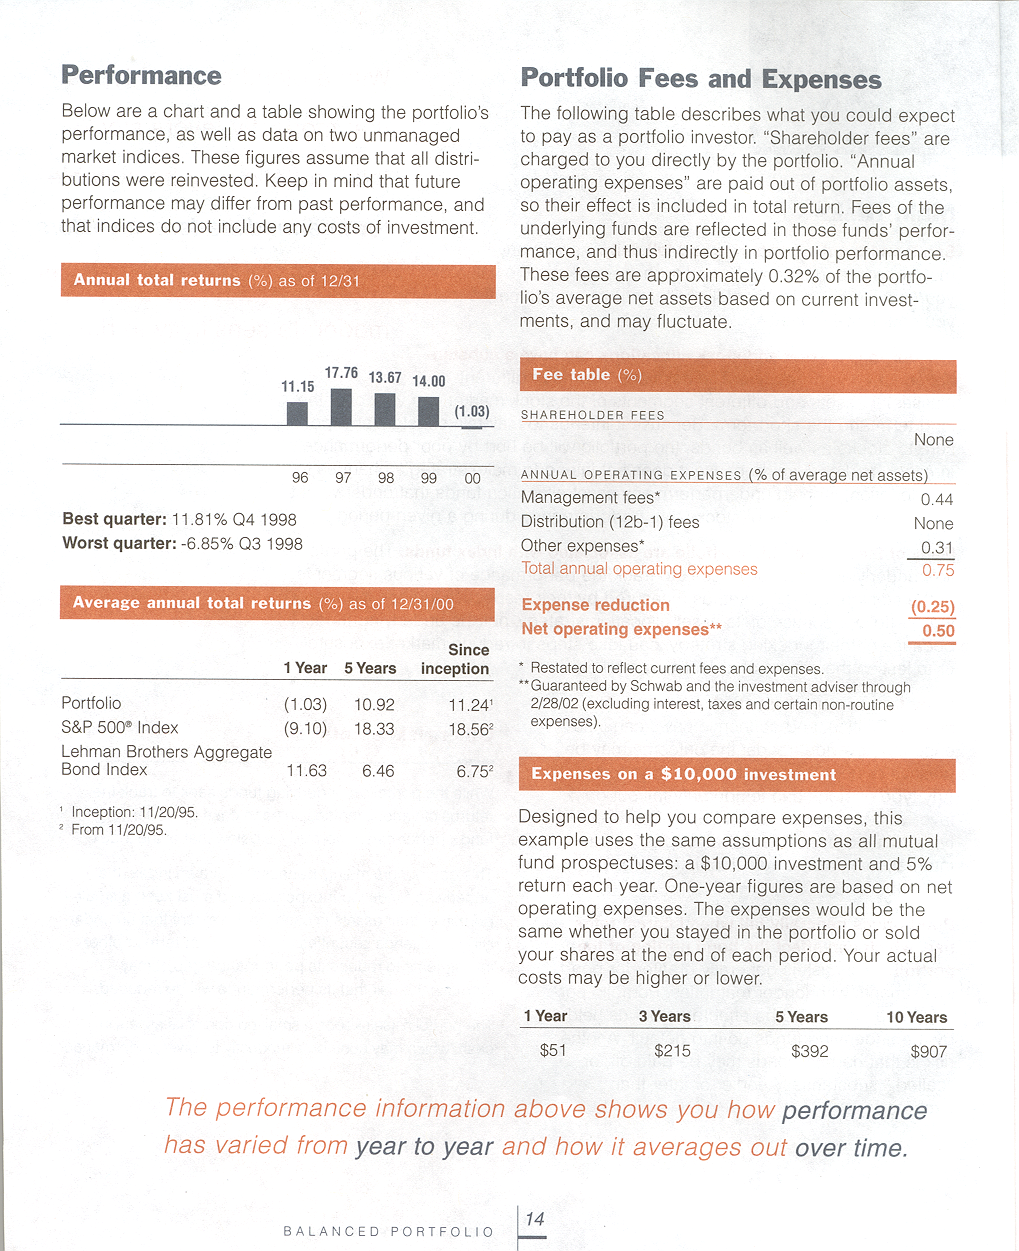 Performance
Below are a chart and a table showing the portfolio's
performance, as well as data on two unmanaged
market indices. These figures assume that all distri-
butions were reinvested. Keep in mind that future
performance may differ from past performance, and
that indices do not include any costs of investment.
Annual total returns (%) as of 12/31
11.15 17.76 13.67 14.00 (1.03)
96 97 98 99 00
Best quarter: 11.81% Q4 1998
Worst quarter: -6.85% Q3 1998
Average annual total returns (%) as of 12/31/00
Since
1 Year 5 Years inception
Portfolio (1.03) 10.92 11.24¹
S&P 500® Index (9.10) 18.33 18.56²
Lehman Brothers Aggregate
Bond Index 11.63 6.46 6.75²
¹ Inception: 11/20/95.
² From 11/20/95.
Portfolio Fees and Expenses
The following table describes what you could expect
to pay as a portfolio investor. “Shareholder fees” are
charged to you directly by the portfolio. “Annual
operating expenses” are paid out of portfolio assets,
so their effect is included in total return. Fees of the
underlying funds are reflected in those funds’ perfor-
mance, and thus indirectly in portfolio performance.
These fees are approximately 0.32% of the portfo-
lio’s average net assets based on current invest-
ments, and may fluctuate.
Fee table (%)
SHAREHOLDER FEES
None
ANNUAL OPERATING EXPENSES (% of average net assets)
Management fees* 0.44
Distribution (12b-1) fees None
Other expenses* 0.31
Total annual operating expenses 0.75
Expense reduction (0.25)
Net operating expenses** 0.50
* Restated to reflect current fees and expenses.
**Guaranteed by Schwab and the investment adviser through
2/28/02 (excluding interest, taxes and certain non-routine
expenses).
Expenses on a $10,000 investment
Designed to help you compare expenses, this
example uses the same assumptions as all mutual
fund prospectuses: a $10,000 investment and 5%
return each year. One-year figures are based on net
operating expenses. The expenses would be the
same whether you stayed in the portfolio or sold
your shares at the end of each period. Your actual
costs may be higher or lower.
1 Year 3 Years 5 Years 10 Years
$51 $215 $392 $907
The performance information above shows you how performance
has varied from year to year and how it averages out over time.
BALANCED PORTFOLIO 14